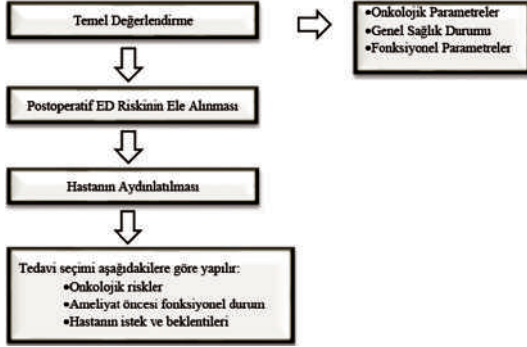 Temel Değerlendirme
•Onkolojik Parametreler
•Genel Sağlık Durumu
•Fonksiyonel Parametreler
Postoperatif ED Riskinin Ele Alınması
Hastanın Aydınlatılması
Tedavi seçimi aşağıdakilere göre yapılır:
•Onkolojik riskler
•Ameliyat öncesi fonksiyonel durum
•Hastanın istek ve beklentileri